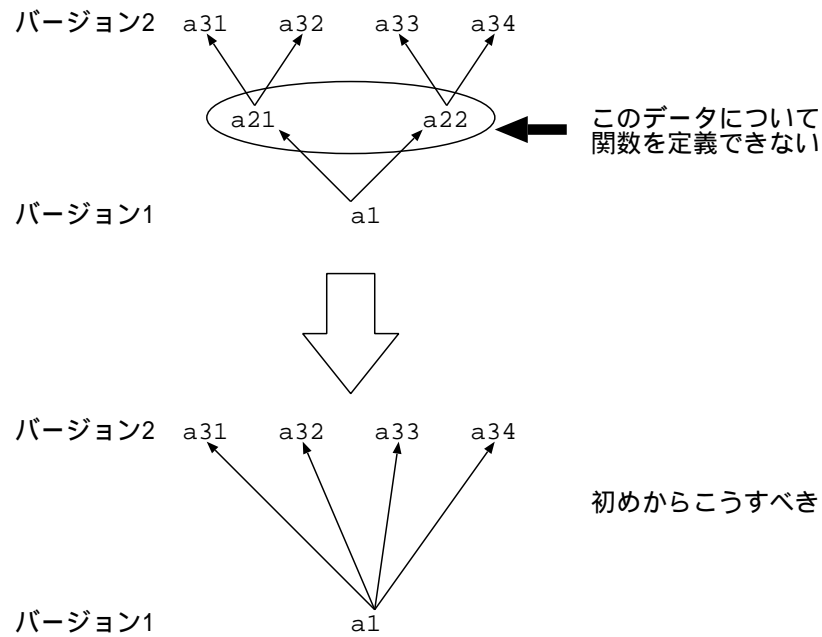 バージョン2 a31 a32 a33 a34
a21 a22
このデータについて
関数を定義できない
バージョン1 a1
バージョン2 a31 a32 a33 a34
初めからこうすべき
バージョン1 a1